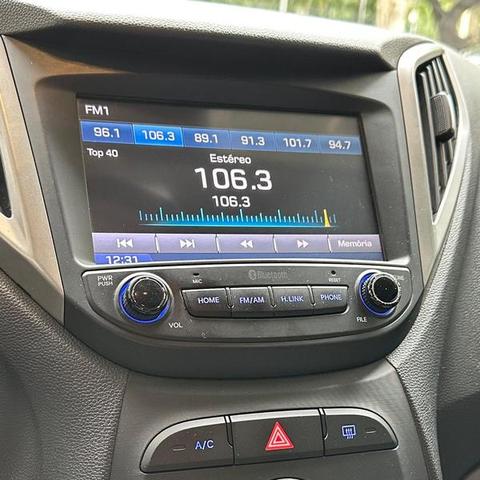 FM1
96.1 106.3 89.1 91.3 101.7 94.7
Top 40
Estéreo
106.3
106.3
Memória
12:31
Bluetooth
PWR
PUSH
MIC
RESET
TUNE
HOME FM/AM H.LINK PHONE
VOL
FILE
A/C